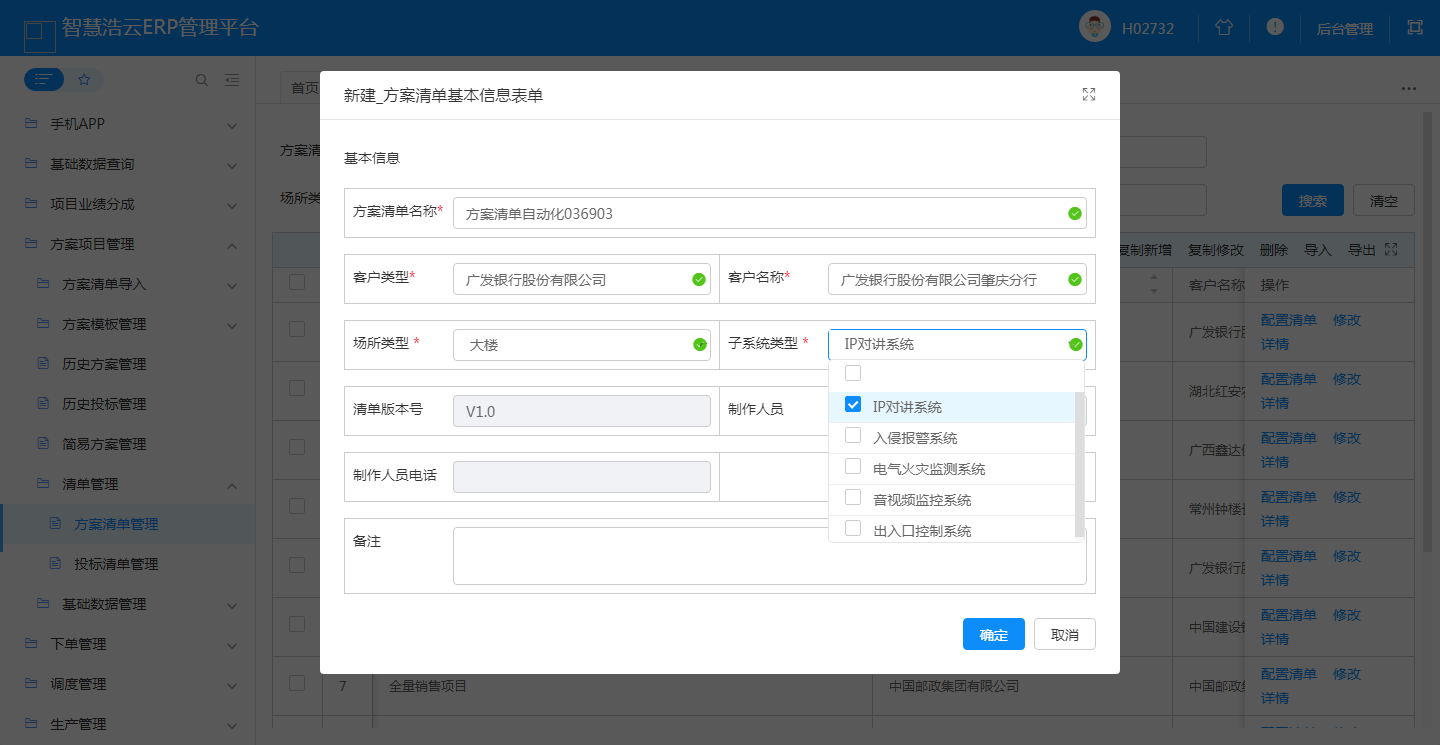 智慧浩云ERP管理平台
H02732
后台管理
首页
手机APP
基础数据查询
项目业绩分成
方案项目管理
方案清单导入
方案模板管理
历史方案管理
历史投标管理
简易方案管理
清单管理
方案清单管理
投标清单管理
基础数据管理
下单管理
调度管理
生产管理
方案清
场所类
搜索
清空
复制新增 复制修改 删除 导入 导出
客户名称 操作
广发银行
配置清单 修改
详情
湖北红安
配置清单 修改
详情
广西鑫达
配置清单 修改
详情
常州钟楼
配置清单 修改
详情
广发银行
配置清单 修改
详情
中国建设
配置清单 修改
详情
7 全量销售项目 中国邮政集团有限公司 中国邮政
配置清单 修改
详情
新建_方案清单基本信息表单
基本信息
方案清单名称* 方案清单自动化036903
客户类型* 广发银行股份有限公司
客户名称* 广发银行股份有限公司肇庆分行
场所类型 * 大楼
子系统类型 * IP对讲系统
清单版本号 V1.0
制作人员
制作人员电话
备注
IP对讲系统
入侵报警系统
电气火灾监测系统
音视频监控系统
出入口控制系统
确定
取消